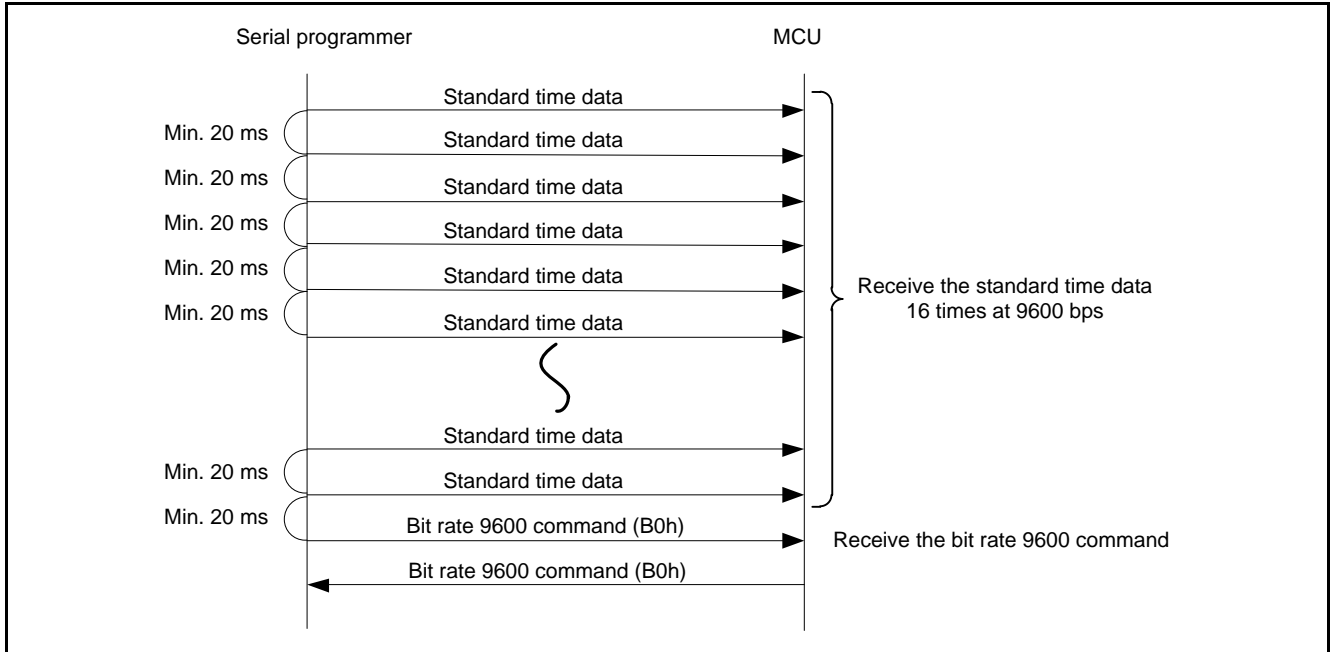 Serial programmer
MCU
Standard time data
Min. 20 ms
Standard time data
Min. 20 ms
Standard time data
Min. 20 ms
Standard time data
Min. 20 ms
Standard time data
Min. 20 ms
Standard time data
Receive the standard time data
16 times at 9600 bps
Standard time data
Min. 20 ms
Standard time data
Min. 20 ms
Bit rate 9600 command (B0h)
Receive the bit rate 9600 command
Bit rate 9600 command (B0h)